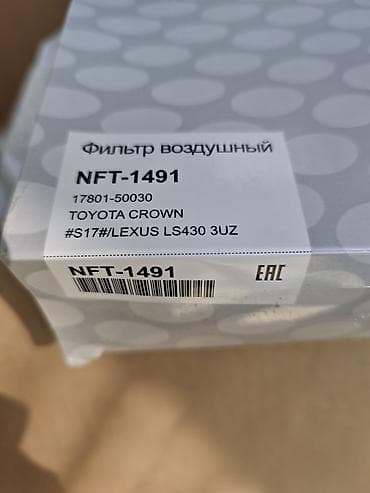 Фильтр воздушный
NFT-1491
17801-50030
TOYOTA CROWN
#S17#/LEXUS LS430 3UZ
NFT-1491
EAC